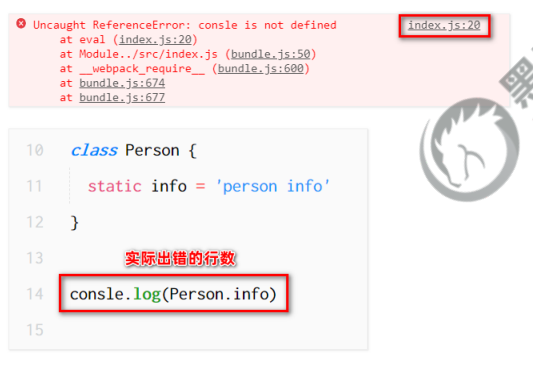 Uncaught ReferenceError: consle is not defined index.js:20
at eval (index.js:20)
at Module../src/index.js (bundle.js:50)
at __webpack_require__ (bundle.js:600)
at bundle.js:674
at bundle.js:677
10 class Person {
11 static info = 'person info'
12 }
13 实际出错的行数
14 consle.log(Person.info)
15
黑